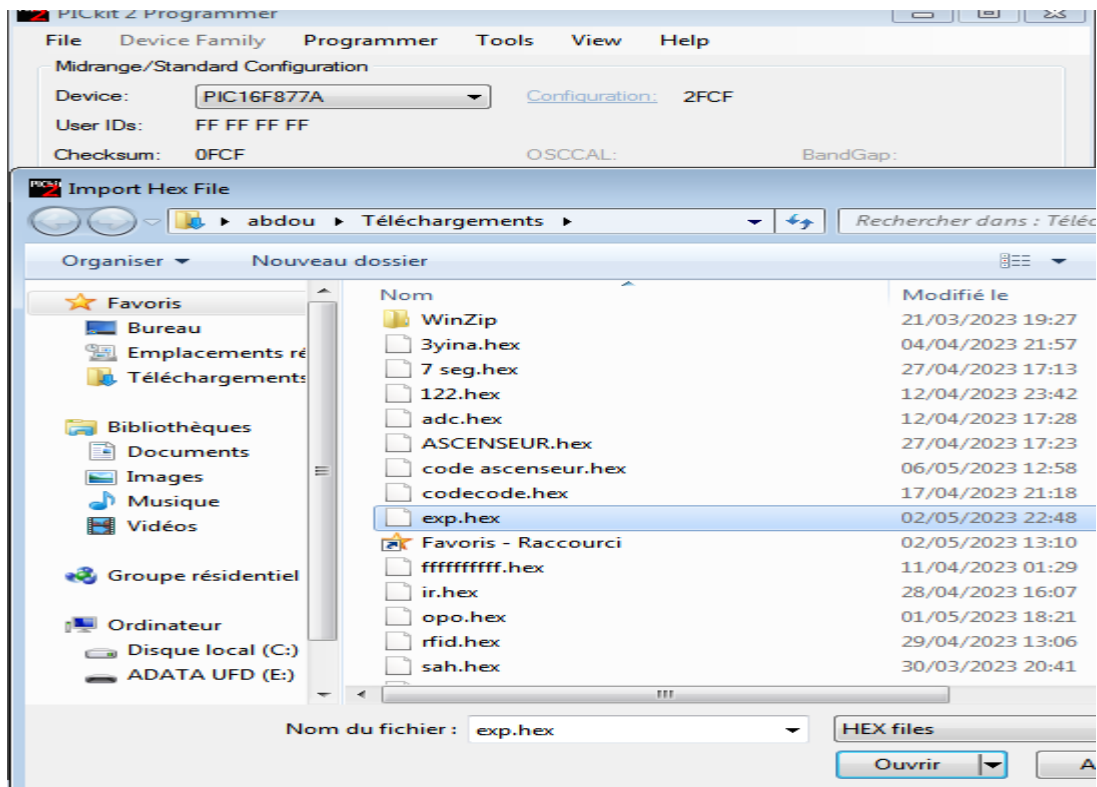 PICkit 2 Programmer
File Device Family Programmer Tools View Help
Midrange/Standard Configuration
Device: PIC16F877A Configuration: 2FCF
User IDs: FF FF FF FF
Checksum: 0FCF OSCCAL: BandGap:
Import Hex File
abdou Téléchargements Rechercher dans : Téléc
Organiser Nouveau dossier
Favoris
Bureau
Emplacements ré
Téléchargements
Bibliothèques
Documents
Images
Musique
Vidéos
Groupe résidentiel
Ordinateur
Disque local (C:)
ADATA UFD (E:)
Nom Modifié le
WinZip 21/03/2023 19:27
3yina.hex 04/04/2023 21:57
7 seg.hex 27/04/2023 17:13
122.hex 12/04/2023 23:42
adc.hex 12/04/2023 17:28
ASCENSEUR.hex 27/04/2023 17:23
code ascenseur.hex 06/05/2023 12:58
codecode.hex 17/04/2023 21:18
exp.hex 02/05/2023 22:48
Favoris - Raccourci 02/05/2023 13:10
ffffffffff.hex 11/04/2023 01:29
ir.hex 28/04/2023 16:07
opo.hex 01/05/2023 18:21
rfid.hex 29/04/2023 13:06
sah.hex 30/03/2023 20:41
Nom du fichier : exp.hex HEX files
Ouvrir A